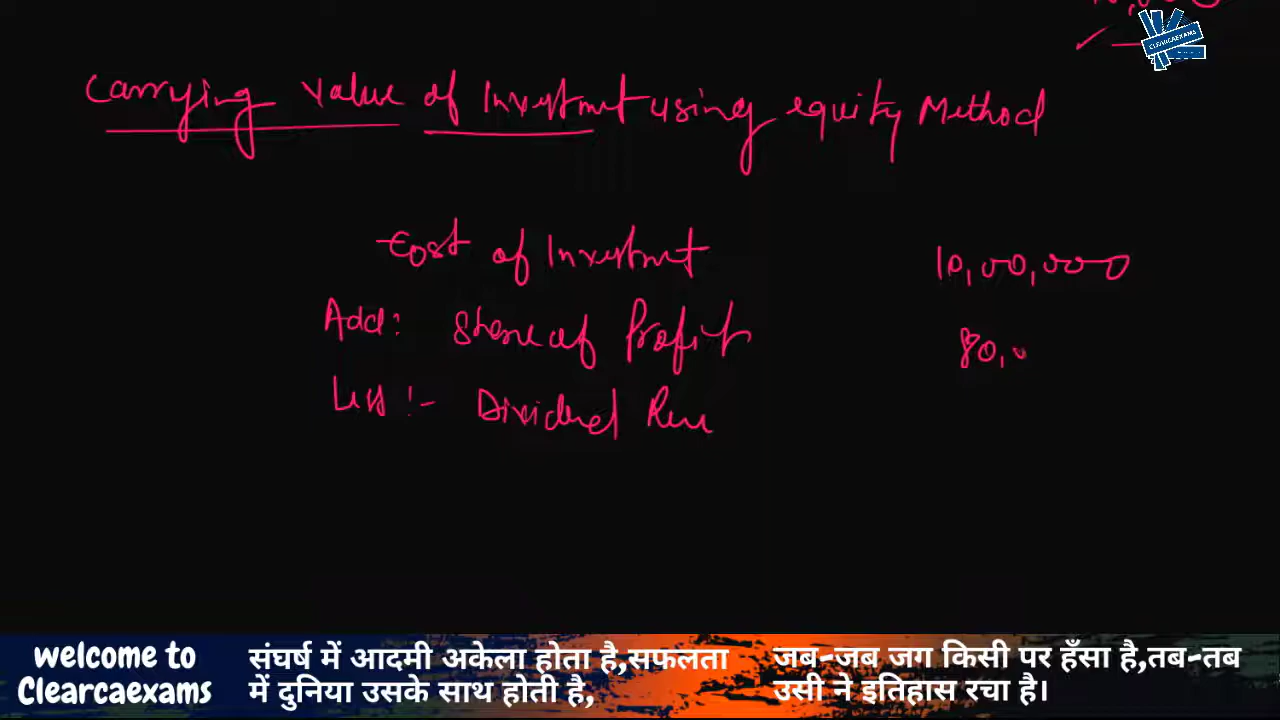 CLEARCAEXAMS
Carrying value of Investment using equity Method
Cost of Investment 10,00,000
Add: Share of Profit 80,0
Less:- Dividend
welcome to
Clearcaexams
संघर्ष में आदमी अकेला होता है,सफलता
में दुनिया उसके साथ होती है,
जब-जब जग किसी पर हँसा है,तब-तब
उसी ने इतिहास रचा है।